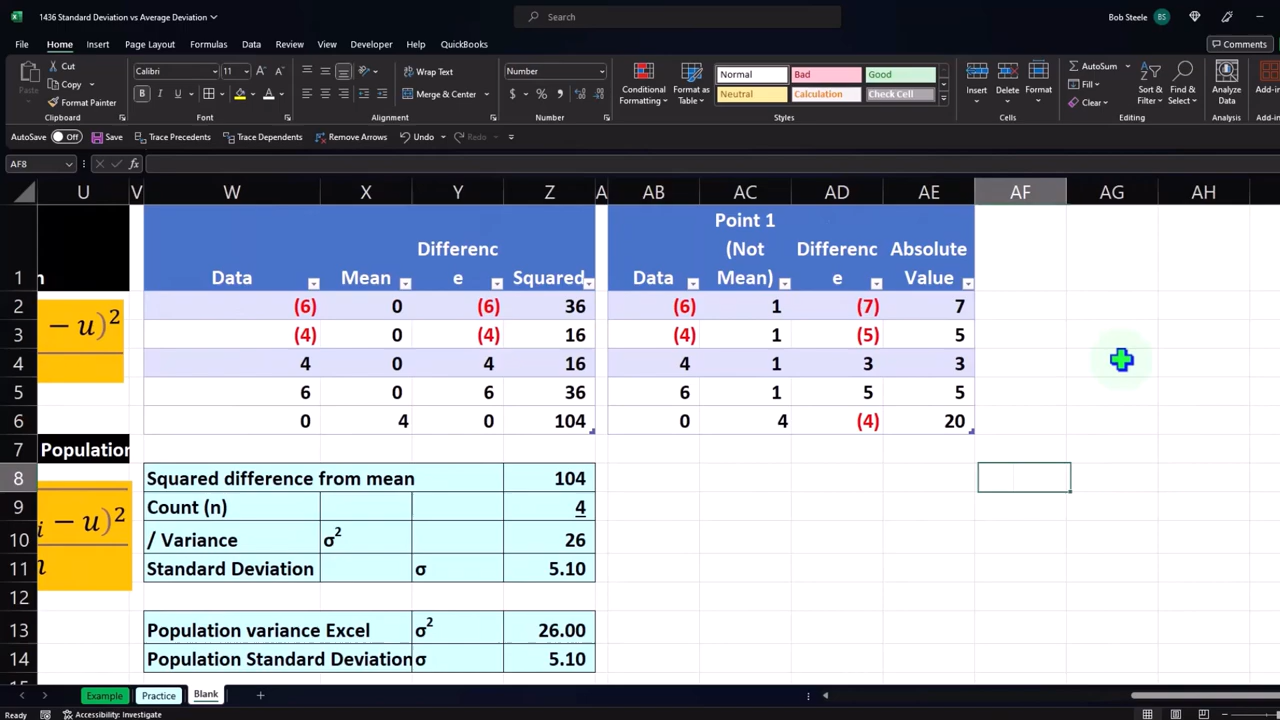 1436 Standard Deviation vs Average Deviation
Search
Bob Steele BS
File Home Insert Page Layout Formulas Data Review View Developer Help QuickBooks
Comments
Paste
Cut
Copy
Format Painter
Clipboard
Calibri 11
B I U
Font
Wrap Text
Merge & Center
Alignment
Number
$ %
Number
Conditional Formatting
Format as Table
Normal Bad Good
Neutral Calculation Check Cell
Styles
Insert Delete Format
Cells
AutoSum
Fill
Clear
Sort & Filter
Find & Select
Editing
Analyze Data
Analysis
Add-in
AutoSave Off Save Trace Precedents Trace Dependents Remove Arrows Undo Redo
AF8 fx
U V W X Y Z A AB AC AD AE AF AG AH
1 Data Mean Differenc e Squared Data Point 1 (Not Mean) Differenc e Absolute Value
2 (6) 0 (6) 36 (6) 1 (7) 7
3 (4) 0 (4) 16 (4) 1 (5) 5
4 4 0 4 16 4 1 3 3
5 6 0 6 36 6 1 5 5
6 0 4 0 104 0 4 (4) 20
− u)²
7 Population
8 Squared difference from mean 104
9 Count (n) 4
i − u)²
10 / Variance σ² 26
11 Standard Deviation σ 5.10
12
13 Population variance Excel σ² 26.00
14 Population Standard Deviation σ 5.10
Example Practice Blank
Accessibility: Investigate